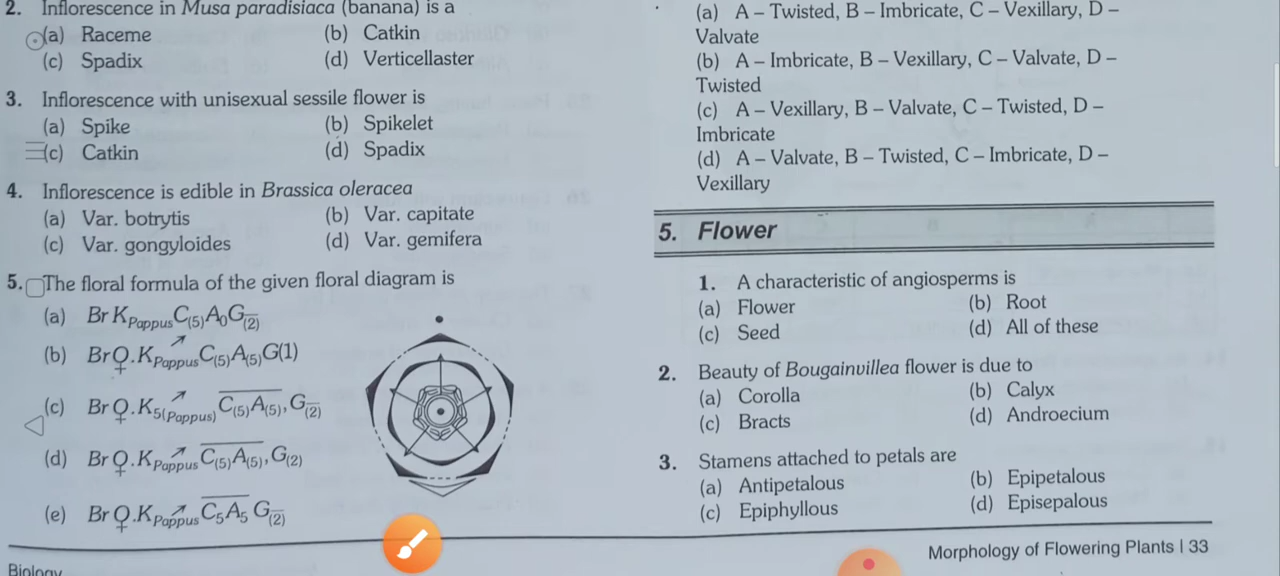 2. Inflorescence in Musa paradisiaca (banana) is a
(a) Raceme (b) Catkin
(c) Spadix (d) Verticellaster
3. Inflorescence with unisexual sessile flower is
(a) Spike (b) Spikelet
(c) Catkin (d) Spadix
4. Inflorescence is edible in Brassica oleracea
(a) Var. botrytis (b) Var. capitate
(c) Var. gongyloides (d) Var. gemifera
5. The floral formula of the given floral diagram is
(a) Br K_Pappus C_(5) A_0 G_(2̅)
(b) Br⚥. K_Pappus C_(5) A_(5) G(1)
(c) Br⚥. K_5(Pappus) C_(5) A_(5), G_(2̅)
(d) Br⚥. K_Pappus C_(5) A_(5), G_(2)
(e) Br⚥. K_Pappus C_5 A_5 G_(2̅)
Biology
(a) A – Twisted, B – Imbricate, C – Vexillary, D –
Valvate
(b) A – Imbricate, B – Vexillary, C – Valvate, D –
Twisted
(c) A – Vexillary, B – Valvate, C – Twisted, D –
Imbricate
(d) A – Valvate, B – Twisted, C – Imbricate, D –
Vexillary
5. Flower
1. A characteristic of angiosperms is
(a) Flower (b) Root
(c) Seed (d) All of these
2. Beauty of Bougainvillea flower is due to
(a) Corolla (b) Calyx
(c) Bracts (d) Androecium
3. Stamens attached to petals are
(a) Antipetalous (b) Epipetalous
(c) Epiphyllous (d) Episepalous
Morphology of Flowering Plants | 33